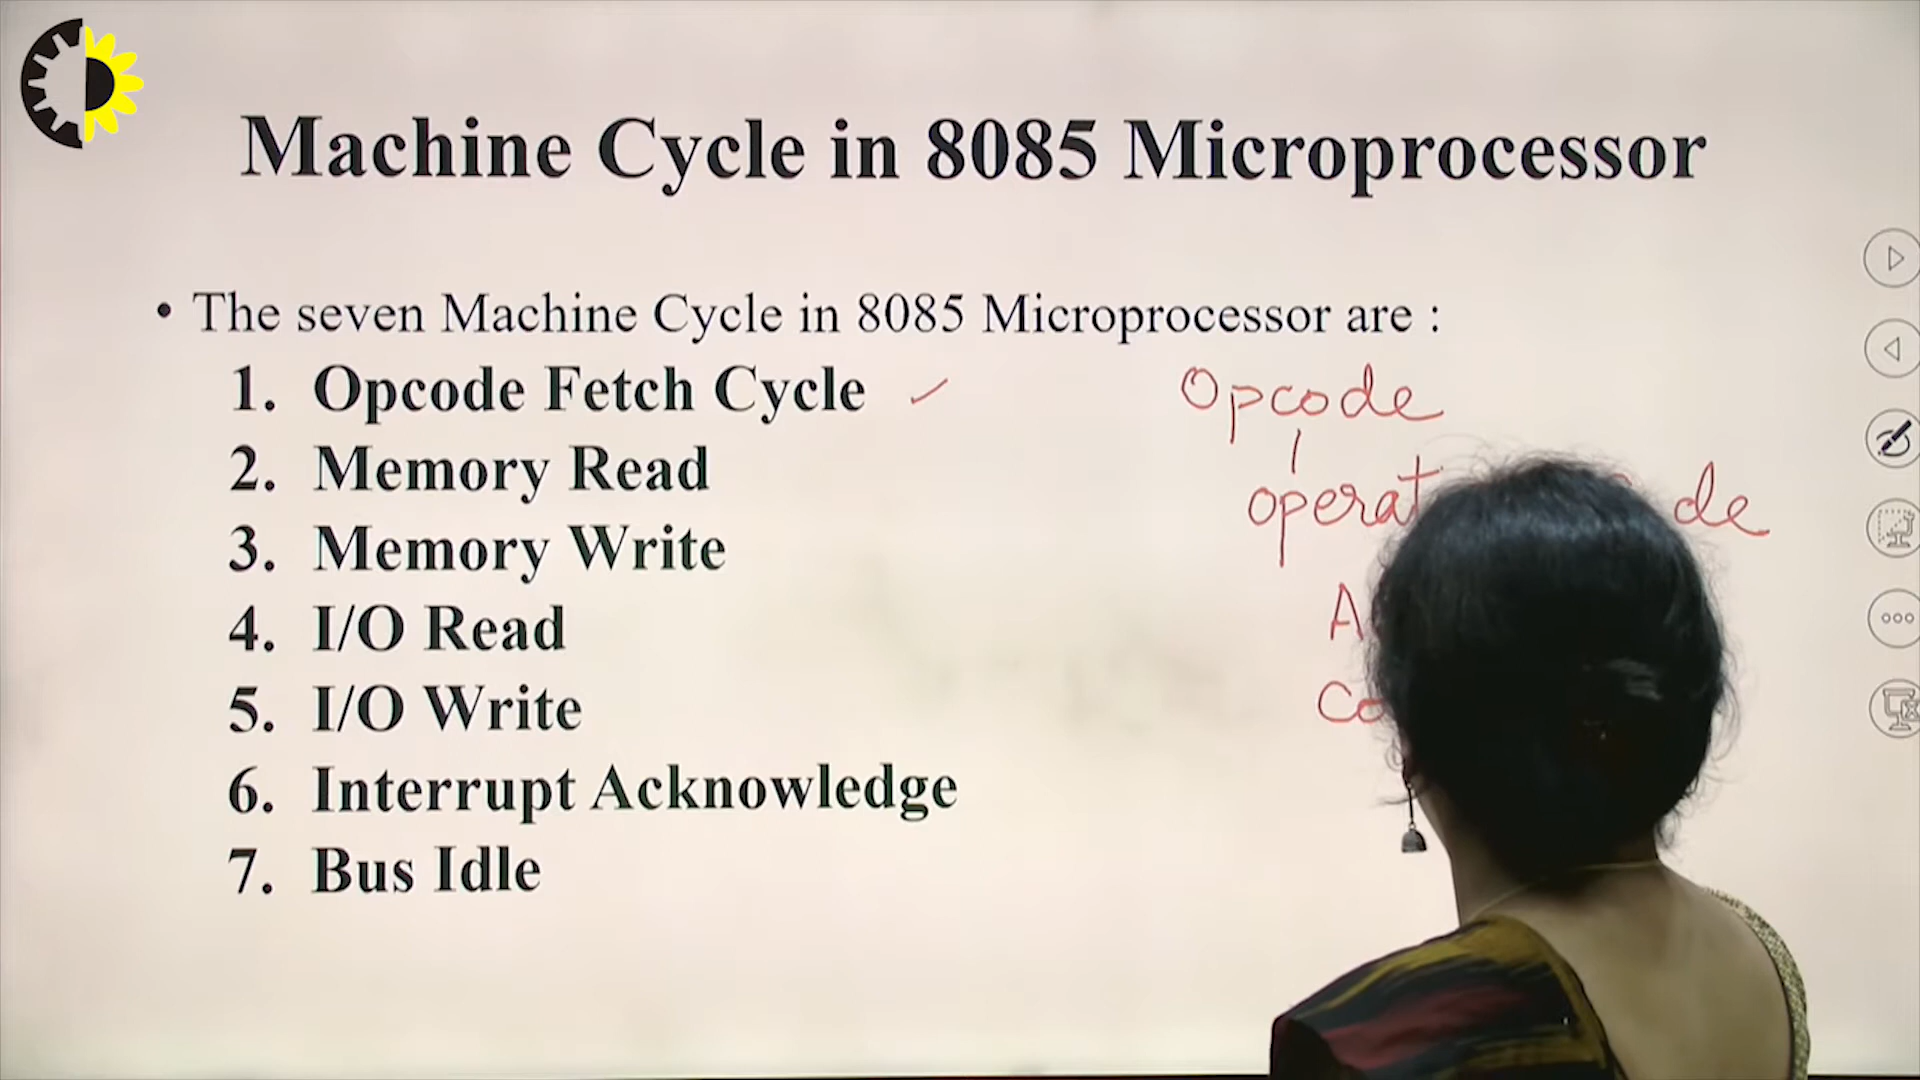 Machine Cycle in 8085 Microprocessor
• The seven Machine Cycle in 8085 Microprocessor are :
1. Opcode Fetch Cycle
2. Memory Read
3. Memory Write
4. I/O Read
5. I/O Write
6. Interrupt Acknowledge
7. Bus Idle
Opcode